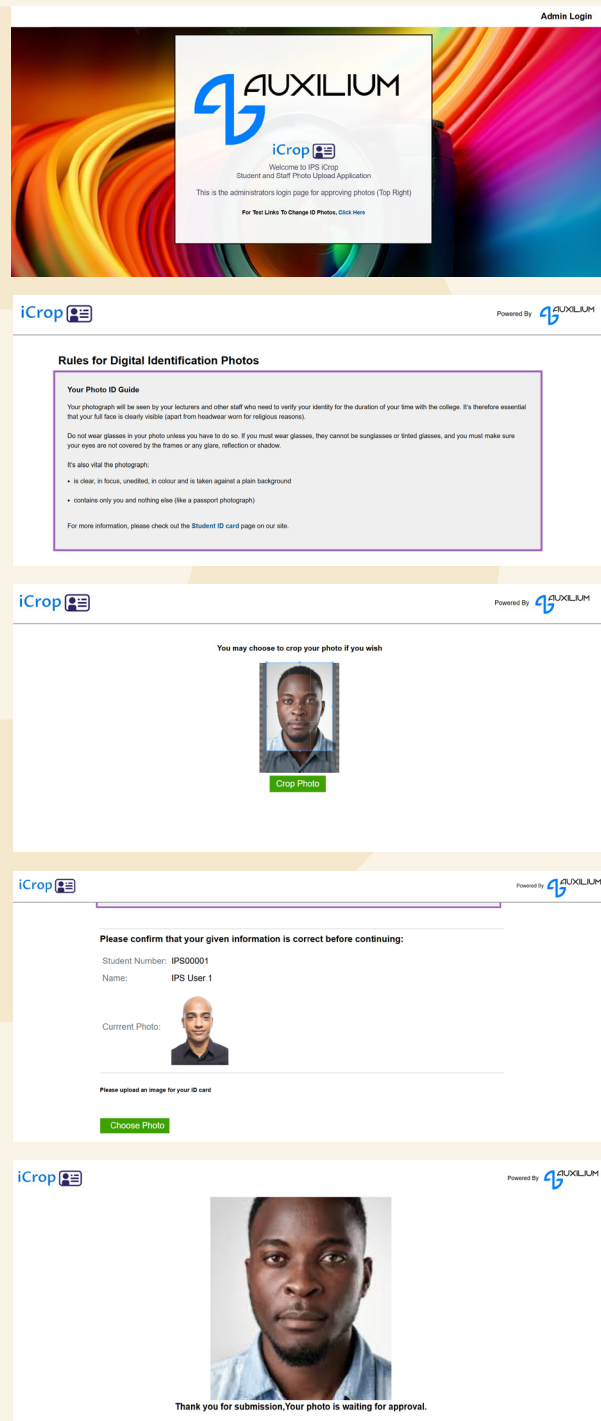 Admin Login
AUXILIUM
iCrop
Welcome to IPS iCrop
Student and Staff Photo Upload Application
This is the administrators login page for approving photos (Top Right)
For Test Links To Change ID Photos, Click Here
iCrop
Powered By AUXILIUM
Rules for Digital Identification Photos
Your Photo ID Guide
Your photograph will be seen by your lecturers and other staff who need to verify your identity for the duration of your time with the college. It's therefore essential
that your full face is clearly visible (apart from headwear worn for religious reasons).
Do not wear glasses in your photo unless you have to do so. If you must wear glasses, they cannot be sunglasses or tinted glasses, and you must make sure
your eyes are not covered by the frames or any glare, reflection or shadow.
It's also vital the photograph:
• is clear, in focus, unedited, in colour and is taken against a plain background
• contains only you and nothing else (like a passport photograph)
For more information, please check out the Student ID card page on our site.
iCrop
Powered By AUXILIUM
You may choose to crop your photo if you wish
Crop Photo
iCrop
Powered By AUXILIUM
Please confirm that your given information is correct before continuing:
Student Number: IPS00001
Name: IPS User 1
Currrent Photo:
Please upload an image for your ID card
Choose Photo
iCrop
Powered By AUXILIUM
Thank you for submission,Your photo is waiting for approval.